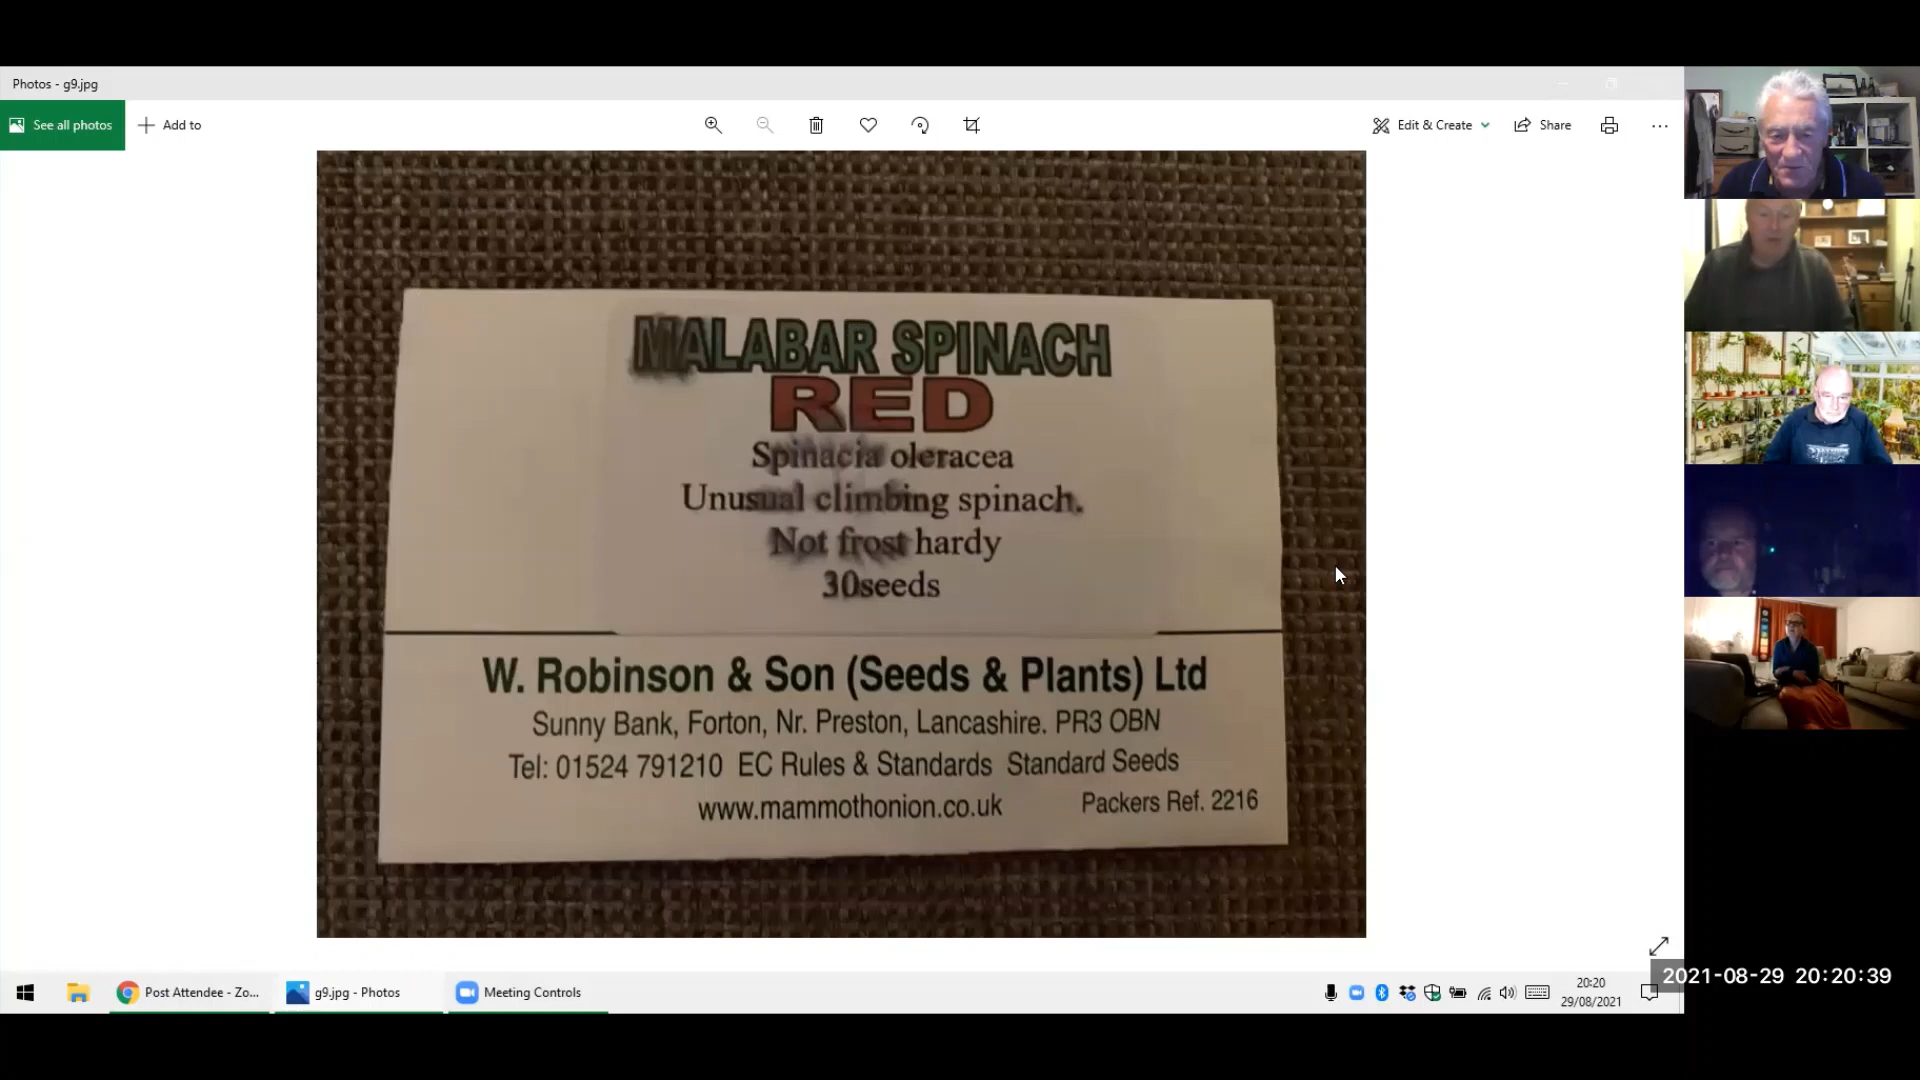 Photos - g9.jpg
See all photos
Add to
Edit & Create
Share
MALABAR SPINACH
RED
Spinacia oleracea
Unusual climbing spinach.
Not frost hardy
30seeds
W. Robinson & Son (Seeds & Plants) Ltd
Sunny Bank, Forton, Nr. Preston, Lancashire. PR3 OBN
Tel: 01524 791210 EC Rules & Standards Standard Seeds
www.mammothonion.co.uk Packers Ref. 2216
Post Attendee - Zo...
g9.jpg - Photos
Meeting Controls
20:20
29/08/2021
2021-08-29 20:20:39